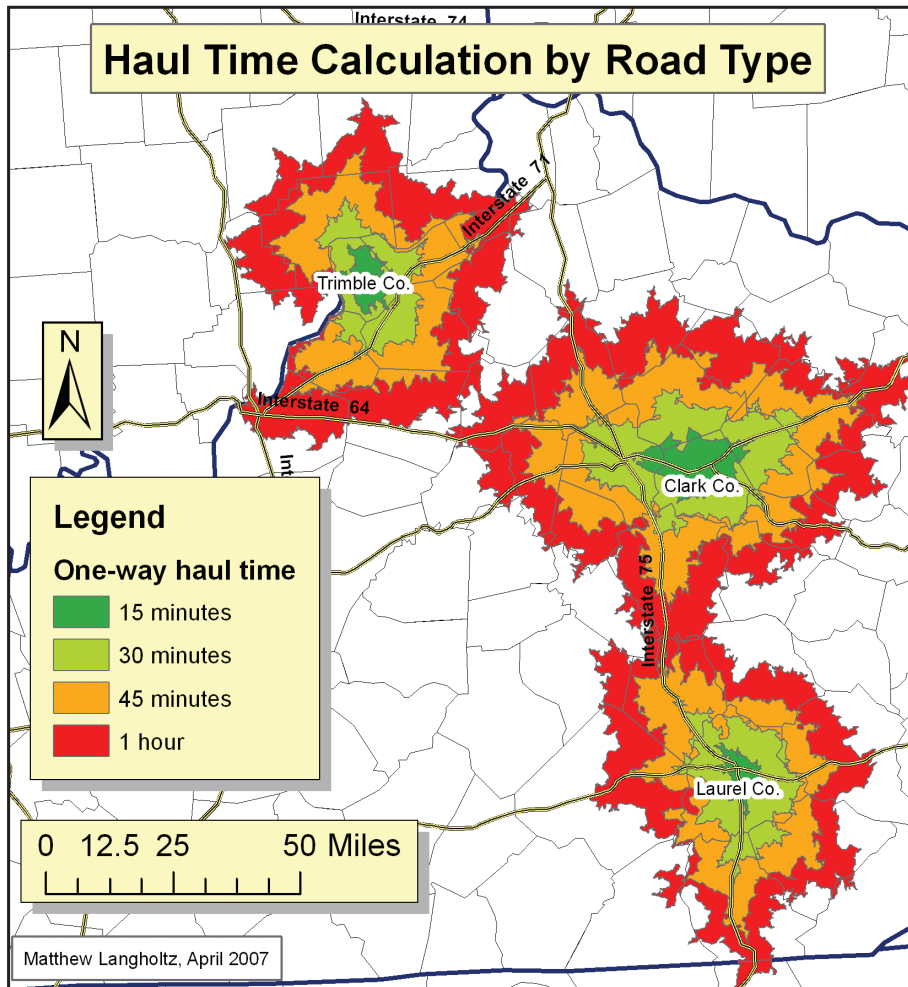 Interstate 74
Haul Time Calculation by Road Type
Interstate 71
Trimble Co.
N
Interstate 64
Int
Clark Co.
Legend
One-way haul time
15 minutes
30 minutes
45 minutes
1 hour
Interstate 75
Laurel Co.
0 12.5 25 50 Miles
Matthew Langholtz, April 2007